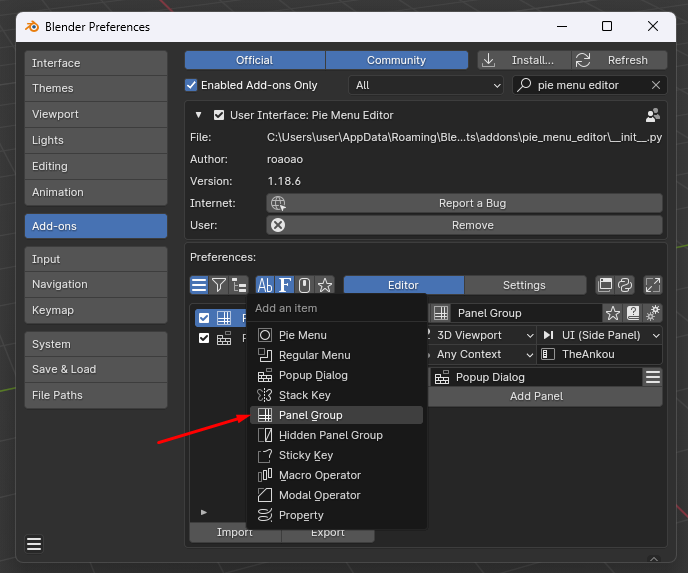 Blender Preferences
Interface
Themes
Viewport
Lights
Editing
Animation
Add-ons
Input
Navigation
Keymap
System
Save & Load
File Paths
Official
Community
Install...
Refresh
Enabled Add-ons Only
All
pie menu editor
User Interface: Pie Menu Editor
File:
C:\Users\user\AppData\Roaming\Ble...ts\addons\pie_menu_editor\__init__.py
Author:
roaoao
Version:
1.18.6
Internet:
Report a Bug
User:
Remove
Preferences:
Ab
F
Editor
Settings
Add an item
Pie Menu
Regular Menu
Popup Dialog
Stack Key
Panel Group
Hidden Panel Group
Sticky Key
Macro Operator
Modal Operator
Property
Panel Group
3D Viewport
UI (Side Panel)
Any Context
TheAnkou
Popup Dialog
Add Panel
Import
Export